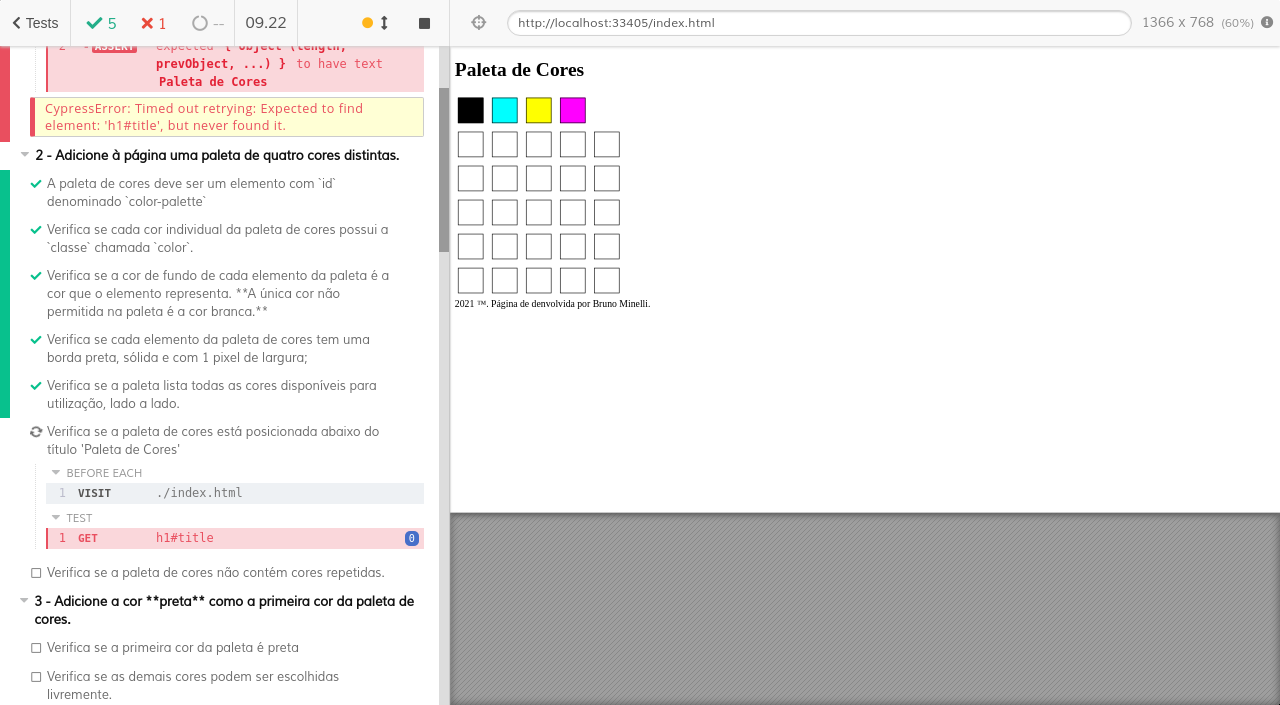 Tests
5
1
--
09.22
http://localhost:33405/index.html
1366 x 768 (60%)
2 -ASSERT expected { Object (length,
prevObject, ...) } to have text
Paleta de Cores
CypressError: Timed out retrying: Expected to find
element: 'h1#title', but never found it.
2 - Adicione à página uma paleta de quatro cores distintas.
A paleta de cores deve ser um elemento com `id`
denominado `color-palette`
Verifica se cada cor individual da paleta de cores possui a
`classe` chamada `color`.
Verifica se a cor de fundo de cada elemento da paleta é a
cor que o elemento representa. **A única cor não
permitida na paleta é a cor branca.**
Verifica se cada elemento da paleta de cores tem uma
borda preta, sólida e com 1 pixel de largura;
Verifica se a paleta lista todas as cores disponíveis para
utilização, lado a lado.
Verifica se a paleta de cores está posicionada abaixo do
título 'Paleta de Cores'
BEFORE EACH
1 VISIT ./index.html
TEST
1 GET h1#title 0
Verifica se a paleta de cores não contém cores repetidas.
3 - Adicione a cor **preta** como a primeira cor da paleta de
cores.
Verifica se a primeira cor da paleta é preta
Verifica se as demais cores podem ser escolhidas
livremente.
Paleta de Cores
2021 ™. Página de denvolvida por Bruno Minelli.